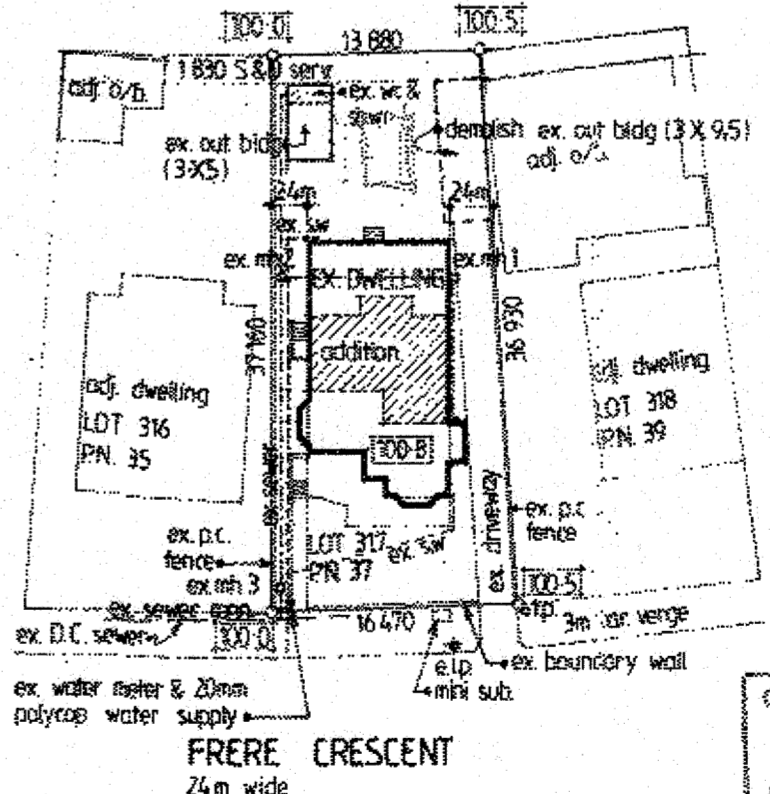 100·0
100·5
13 880
1 830 S&D serv
adj. o/b.
ex. wc &
ex. out bldg
(3X5)
demolish ex. out bldg (3 X 9,5)
adj. o/b.
24m
24m
ex. sw
ex. mh 2
ex. mh 1
EX. DWELLING
37 160
36 930
addition
adj. dwelling
LOT 316
PN. 35
adj. dwelling
LOT 318
PN. 39
100·8
ex. sewer
ex. driveway
ex. p.c.
fence
ex. p.c
fence
LOT 317
PN 37
ex. sw
ex. mh 3
100·5
e.l.p.
3m tar verge
ex. sewer conn
ex. D.C. sewer
100·0
16 470
e.l.p
mini sub.
ex. boundary wall
ex. water meter & 20mm
polycop water supply
FRERE CRESCENT
24m wide